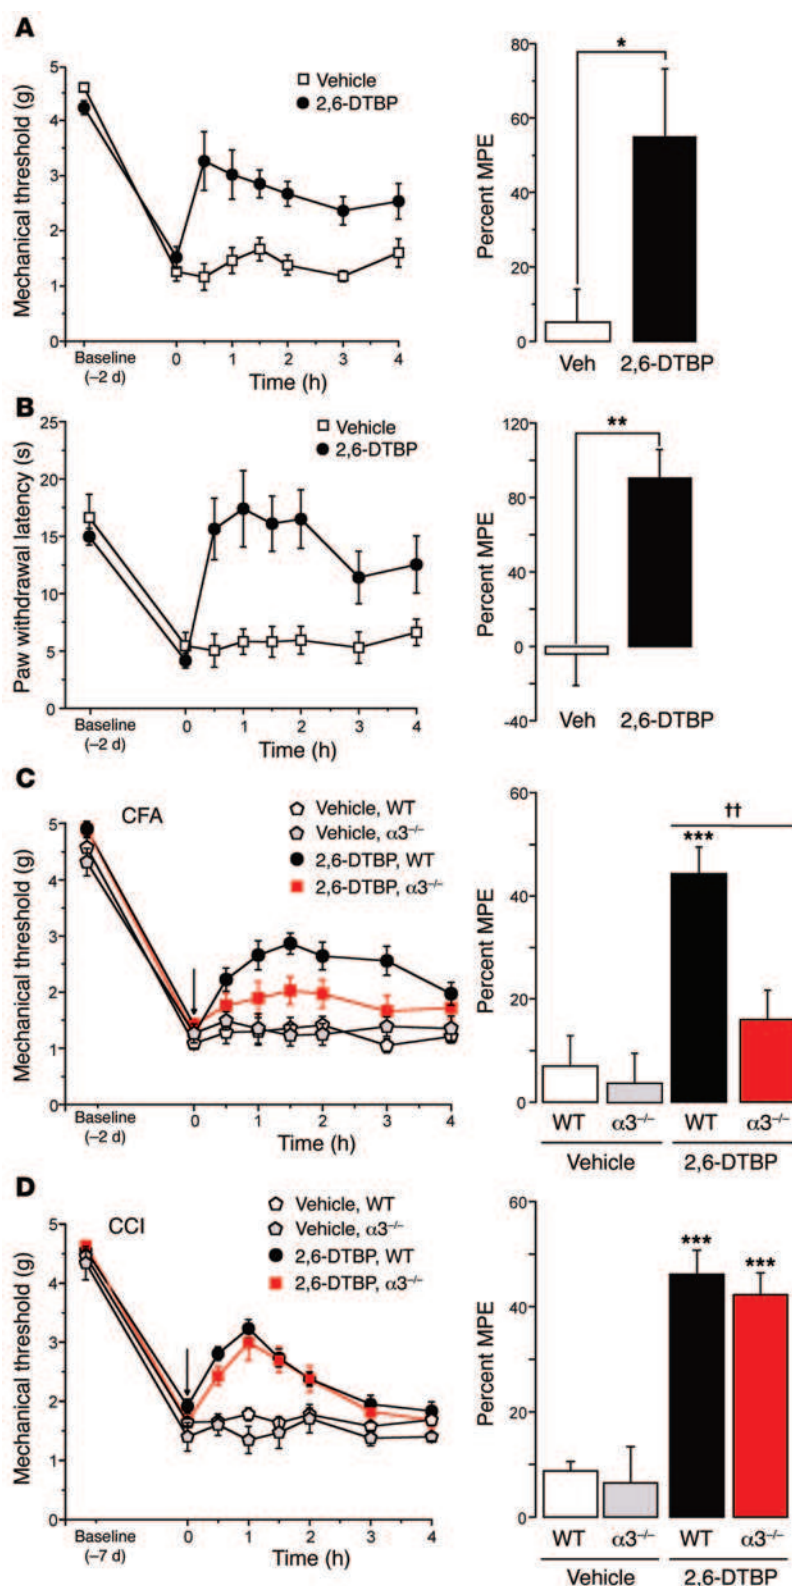 A
Mechanical threshold (g)
5
4
3
2
1
0
Vehicle
2,6-DTBP
Baseline
(–2 d)
0
1
2
3
4
Time (h)
Percent MPE
80
60
40
20
0
*
Veh
2,6-DTBP
B
Paw withdrawal latency (s)
25
20
15
10
5
0
Vehicle
2,6-DTBP
Baseline
(–2 d)
0
1
2
3
4
Time (h)
Percent MPE
120
80
40
0
-40
**
Veh
2,6-DTBP
C
CFA
Mechanical threshold (g)
5
4
3
2
1
0
Vehicle, WT
Vehicle, α3–/–
2,6-DTBP, WT
2,6-DTBP, α3–/–
Baseline
(–2 d)
0
1
2
3
4
Time (h)
Percent MPE
60
40
20
0
***
††
WT
α3–/–
WT
α3–/–
Vehicle
2,6-DTBP
D
CCI
Mechanical threshold (g)
5
4
3
2
1
0
Vehicle, WT
Vehicle, α3–/–
2,6-DTBP, WT
2,6-DTBP, α3–/–
Baseline
(–7 d)
0
1
2
3
4
Time (h)
Percent MPE
60
40
20
0
***
***
WT
α3–/–
WT
α3–/–
Vehicle
2,6-DTBP